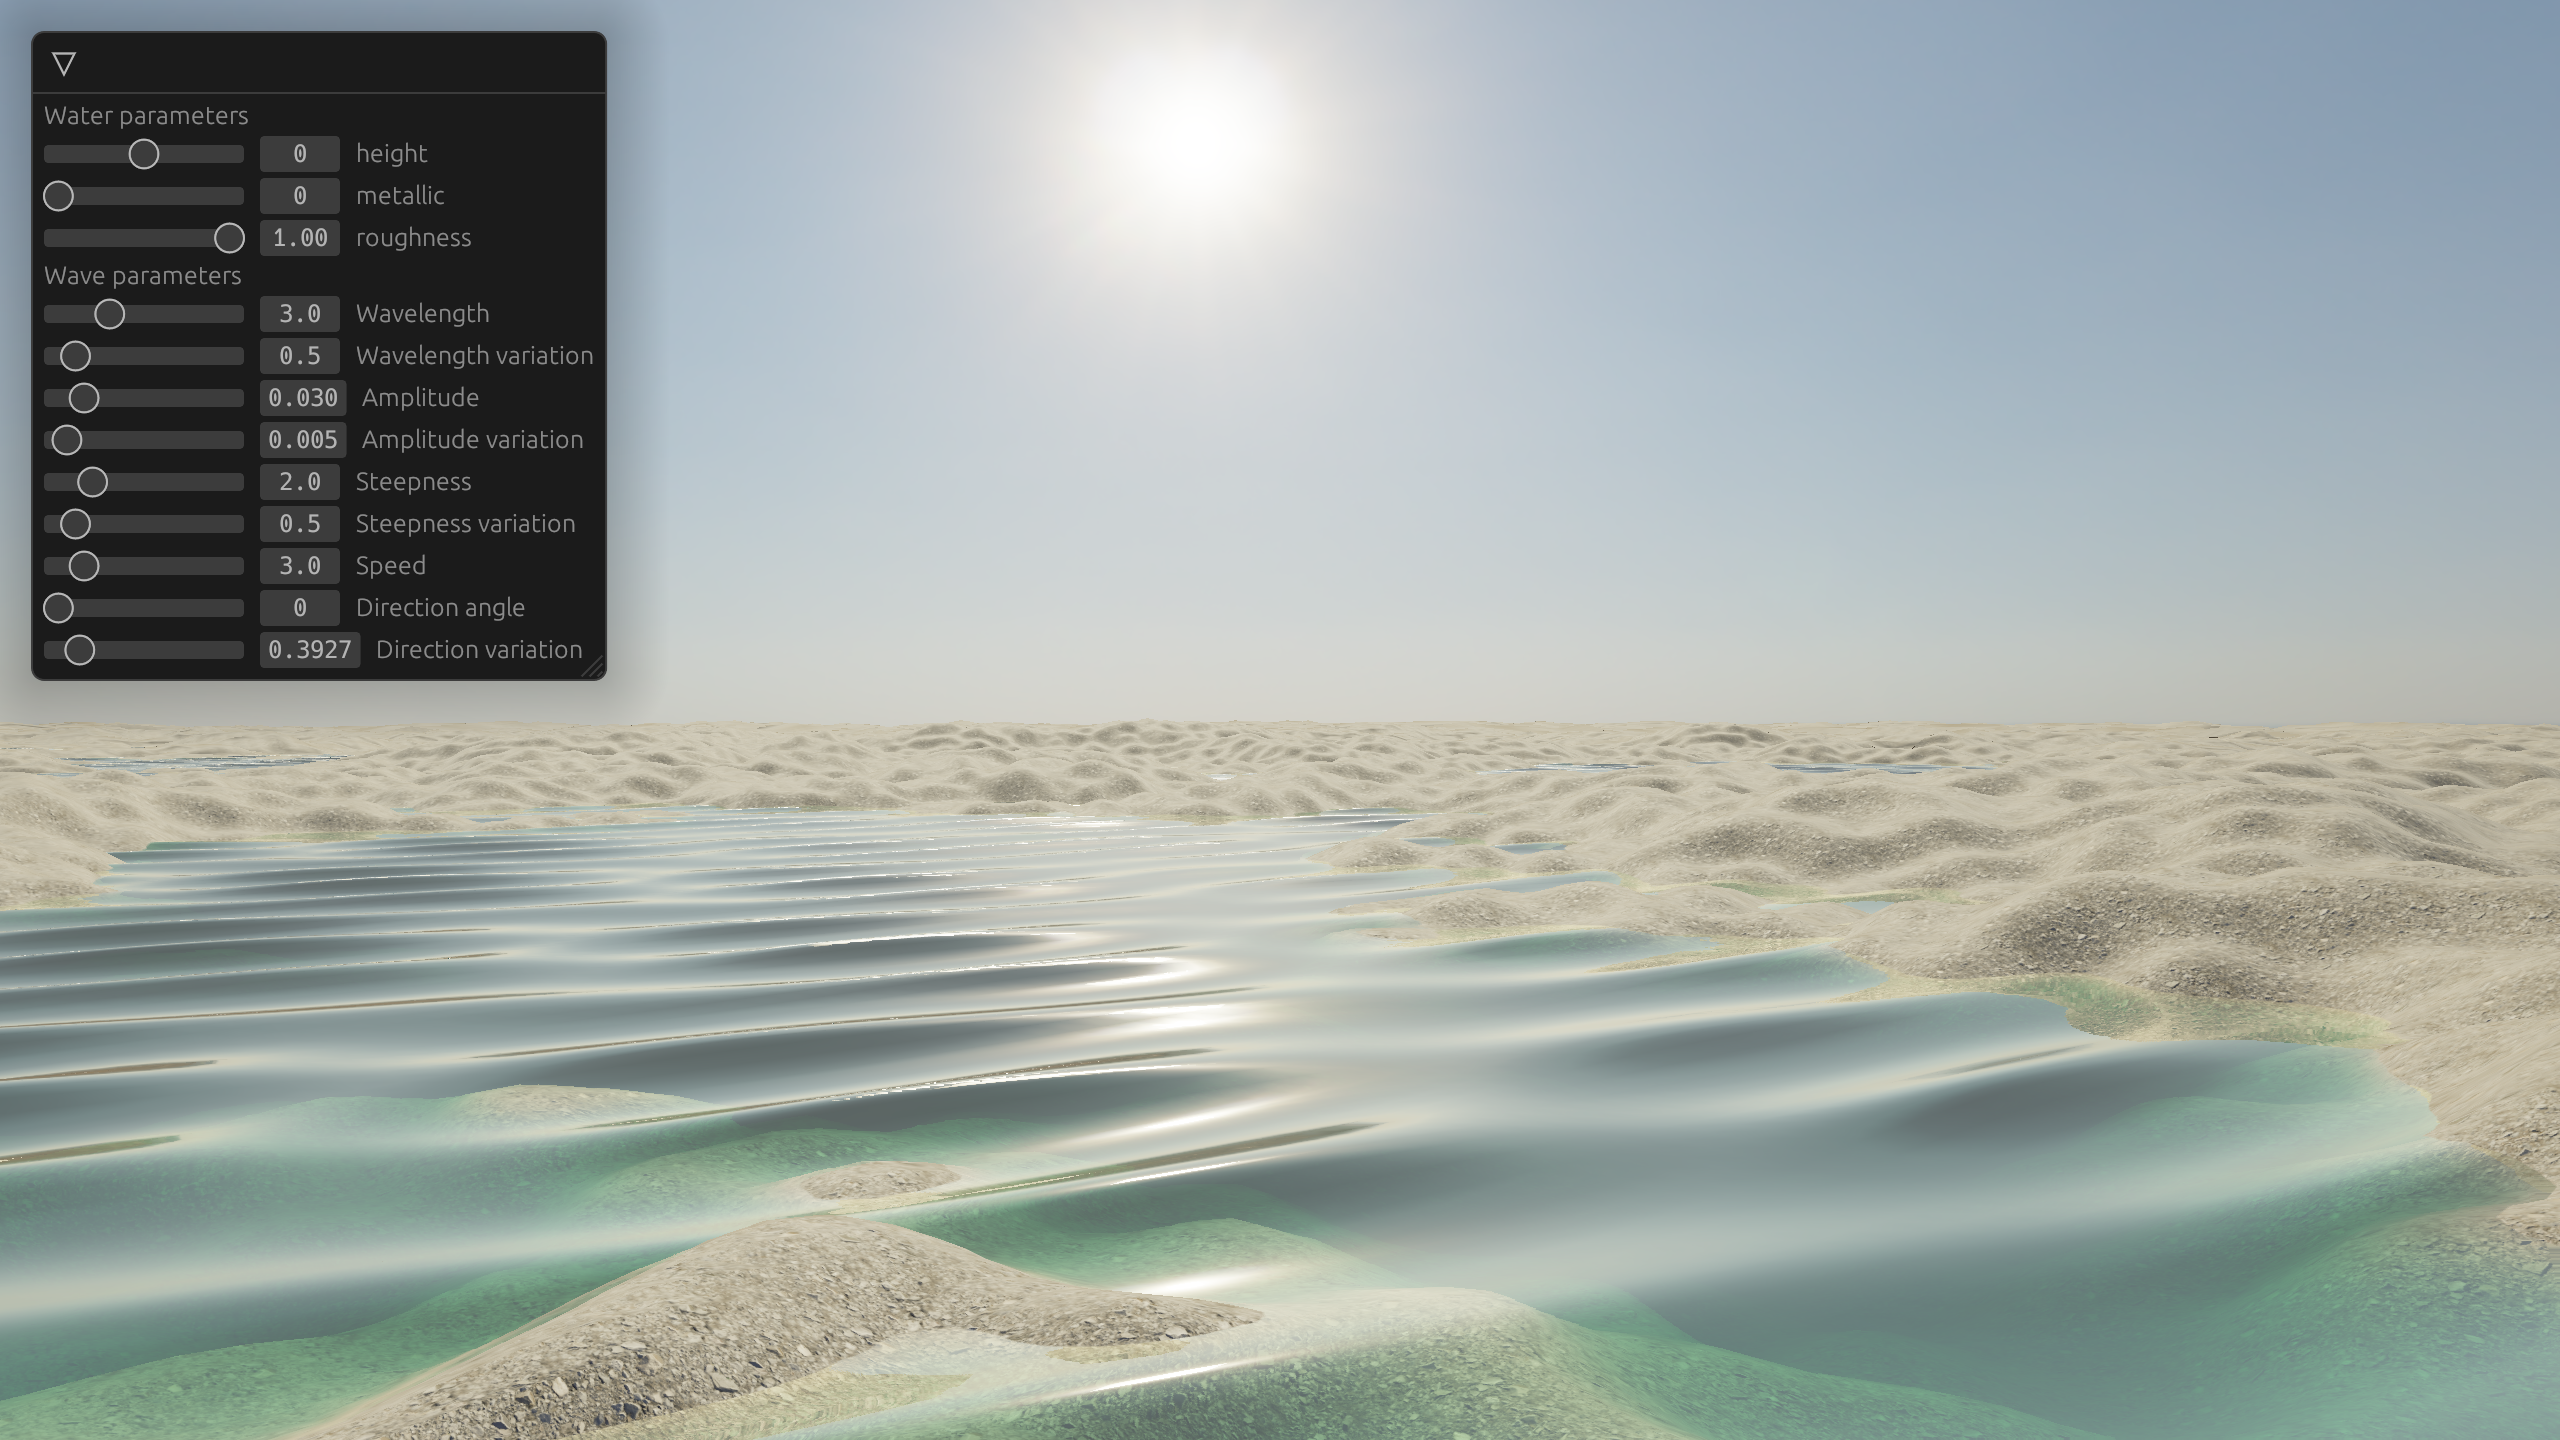 Water parameters
0 height
0 metallic
1.00 roughness
Wave parameters
3.0 Wavelength
0.5 Wavelength variation
0.030 Amplitude
0.005 Amplitude variation
2.0 Steepness
0.5 Steepness variation
3.0 Speed
0 Direction angle
0.3927 Direction variation